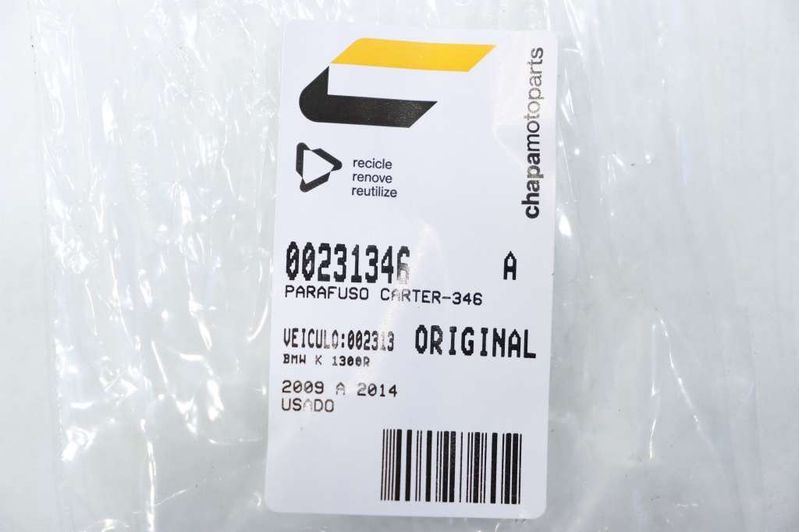 chapamotoparts
recicle
renove
reutilize
00231346 A
PARAFUSO CARTER-346
VEICULO:002313 ORIGINAL
BMW K 1300R
2009 A 2014
USADO